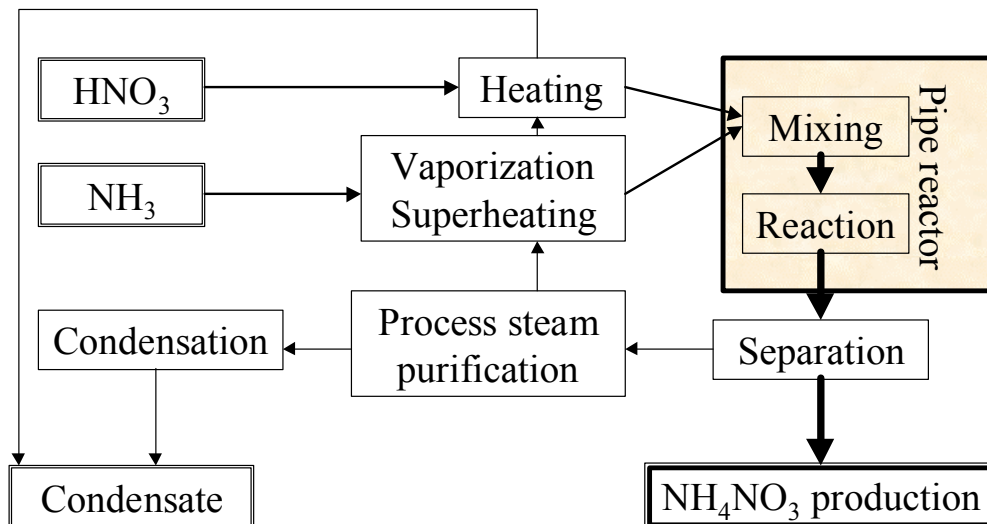 HNO₃
Heating
NH₃
Vaporization
Superheating
Mixing
Reaction
Pipe reactor
Condensation
Process steam
purification
Separation
Condensate
NH₄NO₃ production